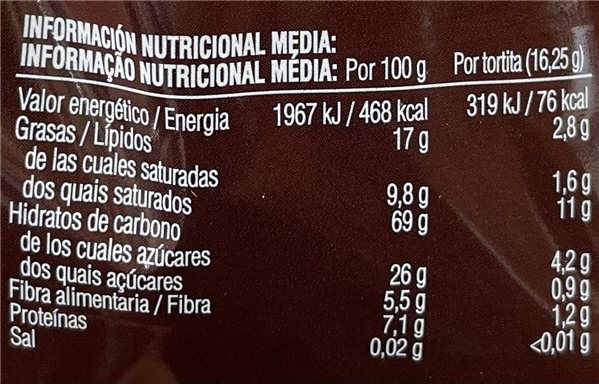 INFORMACIÓN NUTRICIONAL MEDIA:
INFORMAÇÃO NUTRICIONAL MÉDIA: Por 100 g Por tortita (16,25 g)
Valor energético / Energia 1967 kJ / 468 kcal 319 kJ / 76 kcal
Grasas / Lípidos 17 g 2,8 g
de las cuales saturadas
dos quais saturados 9,8 g 1,6 g
Hidratos de carbono 69 g 11 g
de los cuales azúcares
dos quais açúcares 26 g 4,2 g
Fibra alimentaria / Fibra 5,5 g 0,9 g
Proteínas 7,1 g 1,2 g
Sal 0,02 g <0,01 g